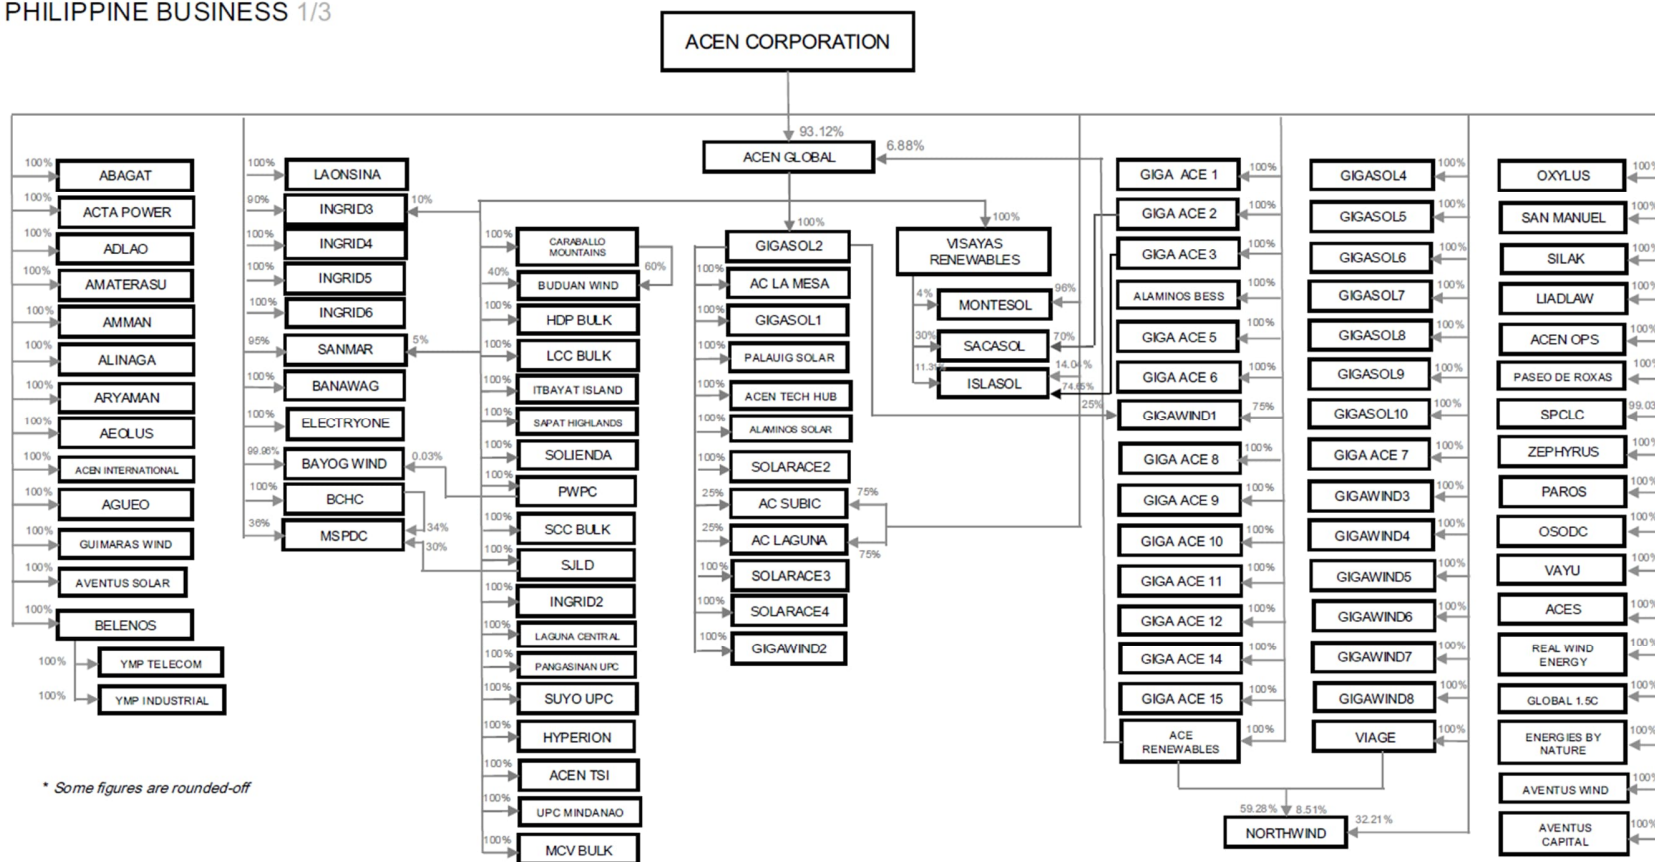 PHILIPPINE BUSINESS 1/3
ACEN CORPORATION
93.12%
ACEN GLOBAL
6.88%
100%
ABAGAT
100%
ACTA POWER
100%
ADLAO
100%
AMATERASU
100%
AMMAN
100%
ALINAGA
100%
ARYAMAN
100%
AEOLUS
100%
ACEN INTERNATIONAL
100%
AGUEO
100%
GUIMARAS WIND
100%
AVENTUS SOLAR
100%
BELENOS
100%
YMP TELECOM
100%
YMP INDUSTRIAL
* Some figures are rounded-off
100%
LAONSINA
90%
INGRID3
10%
100%
INGRID4
100%
INGRID5
100%
INGRID6
95%
SANMAR
5%
100%
BANAWAG
100%
ELECTRYONE
99.96%
BAYOG WIND
0.03%
100%
BCHC
36%
MSPDC
34%
30%
100%
CARABALLO
MOUNTAINS
60%
40%
BUDUAN WIND
100%
HDP BULK
100%
LCC BULK
100%
ITBAYAT ISLAND
100%
SAPAT HIGHLANDS
100%
SOLIENDA
100%
PWPC
100%
SCC BULK
100%
SJLD
100%
INGRID2
100%
LAGUNA CENTRAL
100%
PANGASINAN UPC
100%
SUYO UPC
100%
HYPERION
100%
ACEN TSI
100%
UPC MINDANAO
100%
MCV BULK
100%
GIGASOL2
100%
AC LA MESA
100%
GIGASOL1
100%
PALAUIG SOLAR
100%
ACEN TECH HUB
100%
ALAMINOS SOLAR
100%
SOLARACE2
25%
AC SUBIC
75%
25%
AC LAGUNA
75%
100%
SOLARACE3
100%
SOLARACE4
100%
GIGAWIND2
100%
VISAYAS
RENEWABLES
4%
MONTESOL
96%
30%
SACASOL
70%
ISLASOL
14.04%
74.65%
GIGA ACE 1
100%
GIGA ACE 2
100%
GIGA ACE 3
100%
ALAMINOS BESS
100%
GIGA ACE 5
100%
GIGA ACE 6
100%
25%
GIGAWIND1
75%
GIGA ACE 8
100%
GIGA ACE 9
100%
GIGA ACE 10
100%
GIGA ACE 11
100%
GIGA ACE 12
100%
GIGA ACE 14
100%
GIGA ACE 15
100%
ACE
RENEWABLES
100%
GIGASOL4
100%
GIGASOL5
100%
GIGASOL6
100%
GIGASOL7
100%
GIGASOL8
100%
GIGASOL9
100%
GIGASOL10
100%
GIGA ACE 7
100%
GIGAWIND3
100%
GIGAWIND4
100%
GIGAWIND5
100%
GIGAWIND6
100%
GIGAWIND7
100%
GIGAWIND8
100%
VIAGE
100%
59.28%
8.51%
NORTHWIND
32.21%
OXYLUS
100%
SAN MANUEL
100%
SILAK
100%
LIADLAW
100%
ACEN OPS
100%
PASEO DE ROXAS
100%
SPCLC
ZEPHYRUS
100%
PAROS
100%
OSODC
100%
VAYU
100%
ACES
100%
REAL WIND
ENERGY
100%
GLOBAL 1.5C
100%
ENERGIES BY
NATURE
100%
AVENTUS WIND
100%
AVENTUS
CAPITAL
100%